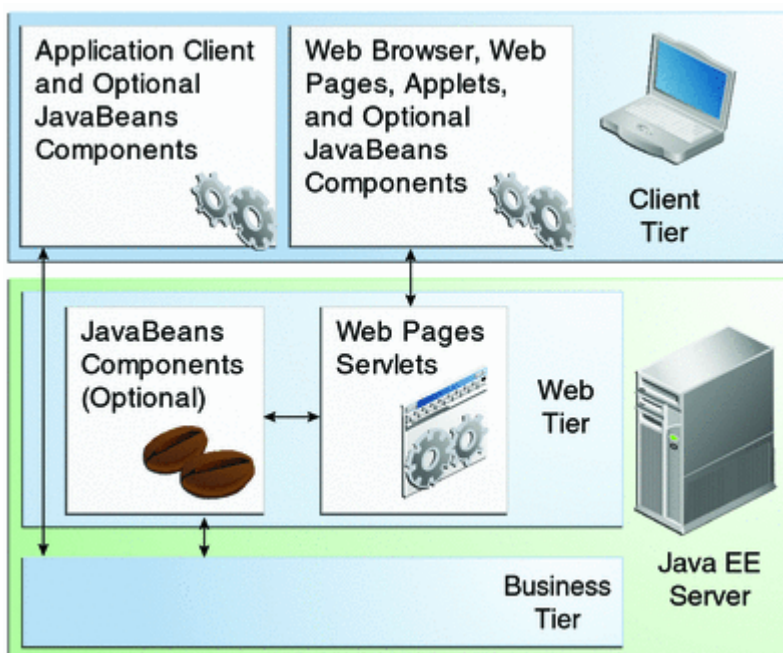 Application Client
and Optional
JavaBeans
Components
Web Browser, Web
Pages, Applets,
and Optional
JavaBeans
Components
Client
Tier
JavaBeans
Components
(Optional)
Web Pages
Servlets
Web
Tier
Java EE
Server
Business
Tier